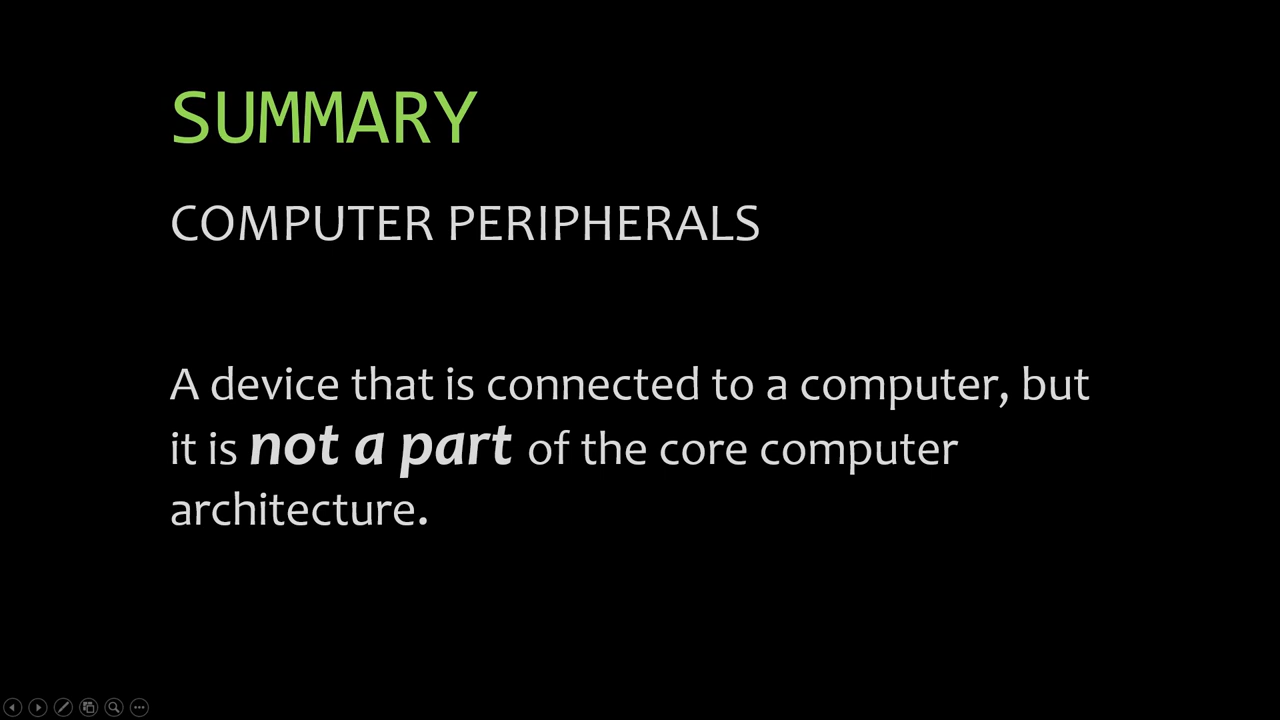 SUMMARY
COMPUTER PERIPHERALS
A device that is connected to a computer, but
it is not a part of the core computer
architecture.